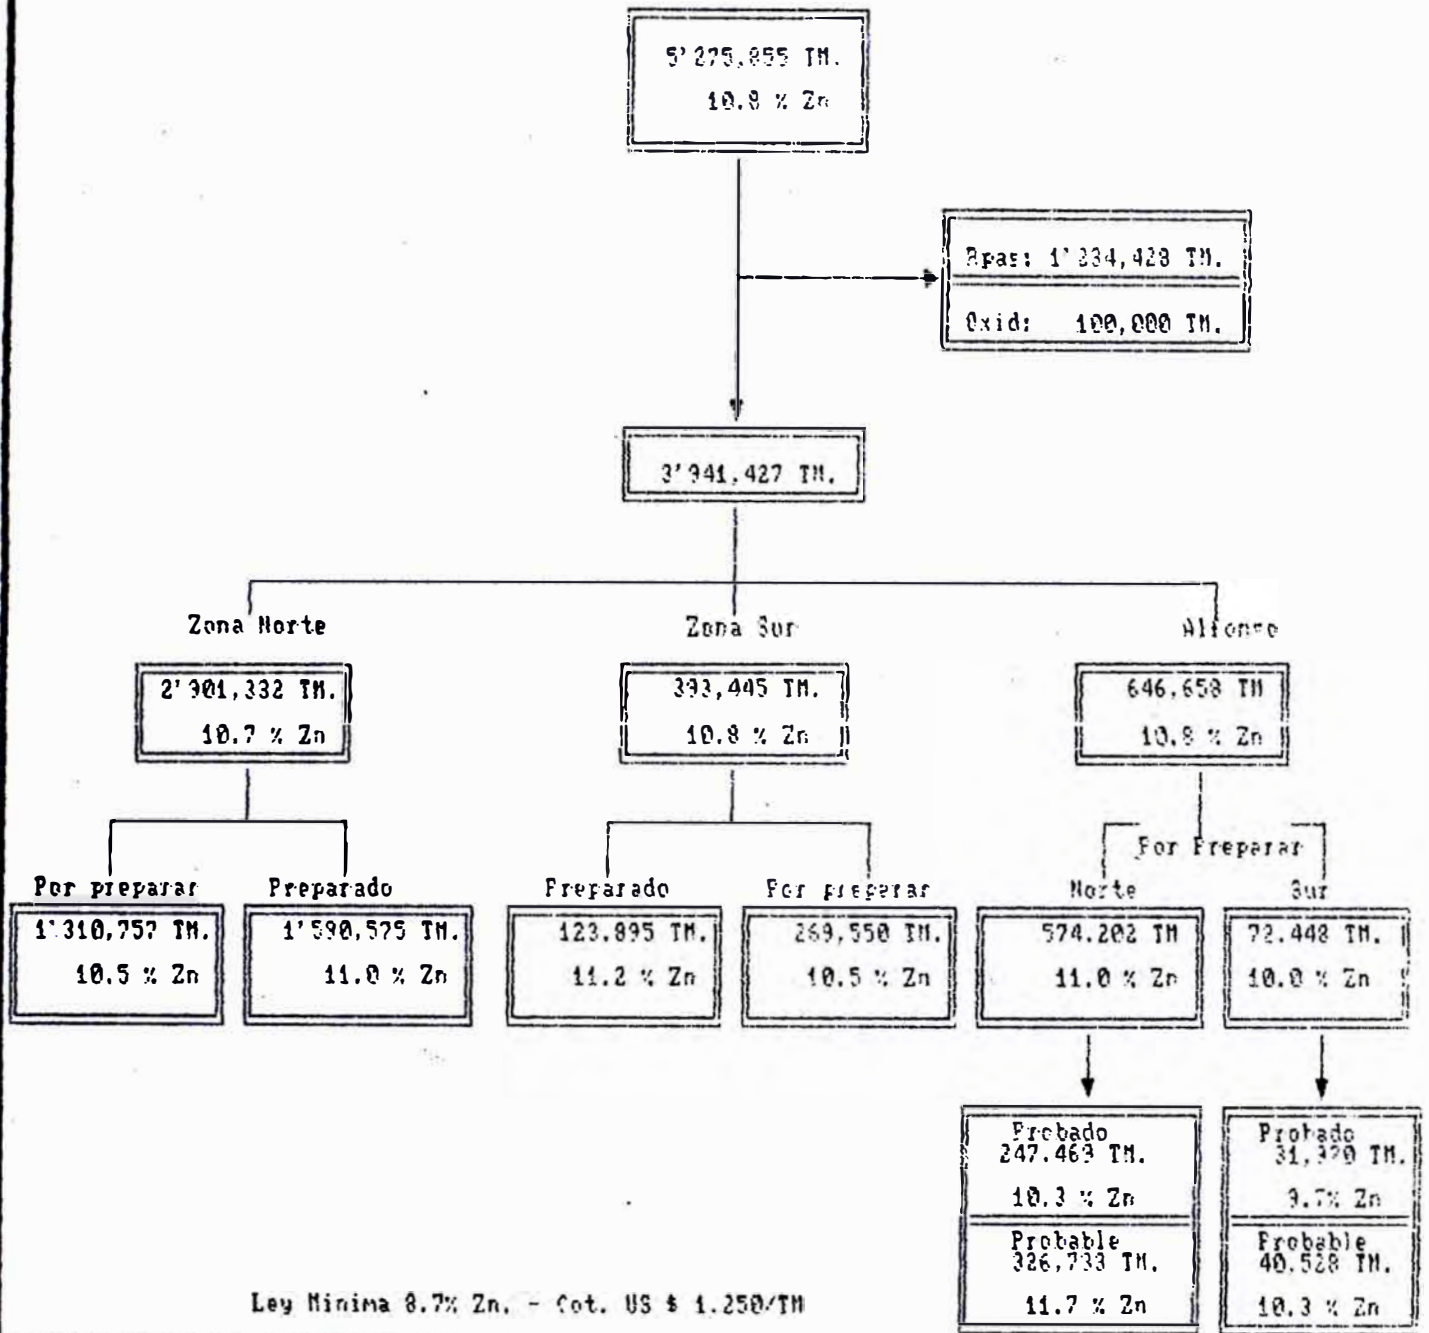 5'275,855 TM.
10.8 % Zn
1'234,428 TM.
Oxid: 100,000 TM.
3'941,427 TM.
Zona Norte Zona Sur Alfonso
2'901,332 TM. 393,445 TM. 646,650 TM
10.7 % Zn 10.8 % Zn 10.8 % Zn
Por Preparar
Por preparar Preparado Preparado Por preparar Norte Sur
1'310,757 TM. 1'590,575 TM. 123.895 TM. 269,550 TM. 574.202 TM 72.448 TM.
10.5 % Zn 11.0 % Zn 11.2 % Zn 10.5 % Zn 11.0 % Zn 10.0 % Zn
Probado Probado
247.469 TM. 31,920 TM.
10.3 % Zn 9.7% Zn
Probable Probable
326,733 TM. 40.528 TM.
11.7 % Zn 10.3 % Zn
Ley Minima 8.7% Zn. - Cot. US $ 1.250/TM